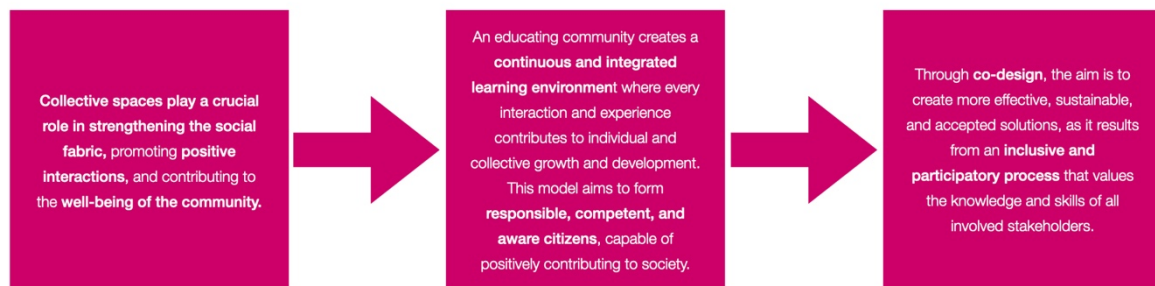 Collective spaces play a crucial
role in strengthening the social
fabric, promoting positive
interactions, and contributing to
the well-being of the community.
An educating community creates a
continuous and integrated
learning environment where every
interaction and experience
contributes to individual and
collective growth and development.
This model aims to form
responsible, competent, and
aware citizens, capable of
positively contributing to society.
Through co-design, the aim is to
create more effective, sustainable,
and accepted solutions, as it results
from an inclusive and
participatory process that values
the knowledge and skills of all
involved stakeholders.